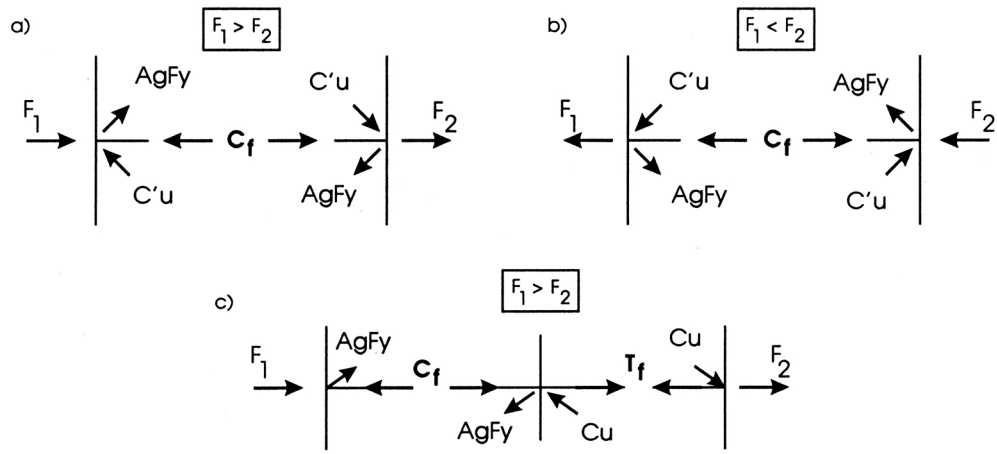 a)
F1 > F2
AgFy
C'u
F1
Cf
F2
C'u
AgFy
b)
F1 < F2
C'u
AgFy
F1
Cf
F2
AgFy
C'u
c)
F1 > F2
AgFy
Cu
F1
Cf
Tf
F2
AgFy
Cu